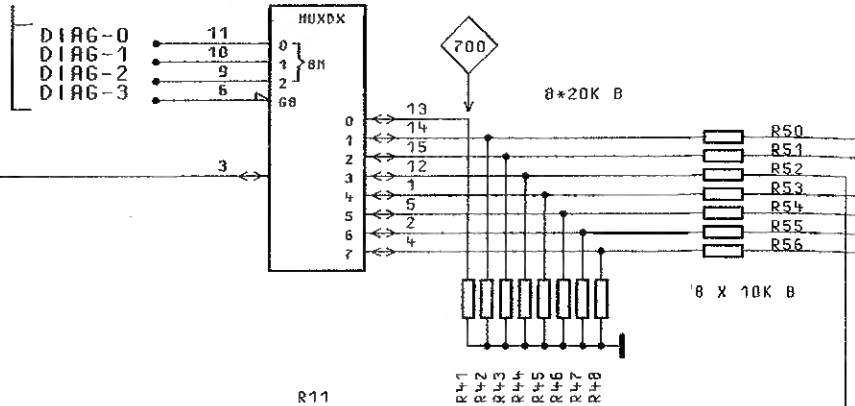 MUXDX
DIAG-0 11 0
DIAG-1 10 1 8M
DIAG-2 9 2
DIAG-3 6 G8
700
8*20K B
0 13
1 14 R50
2 15 R51
3 3 12 R52
4 1 R53
5 5 R54
6 2 R55
7 4 R56
8 X 10K B
R41 R42 R43 R44 R45 R46 R47 R48
R11